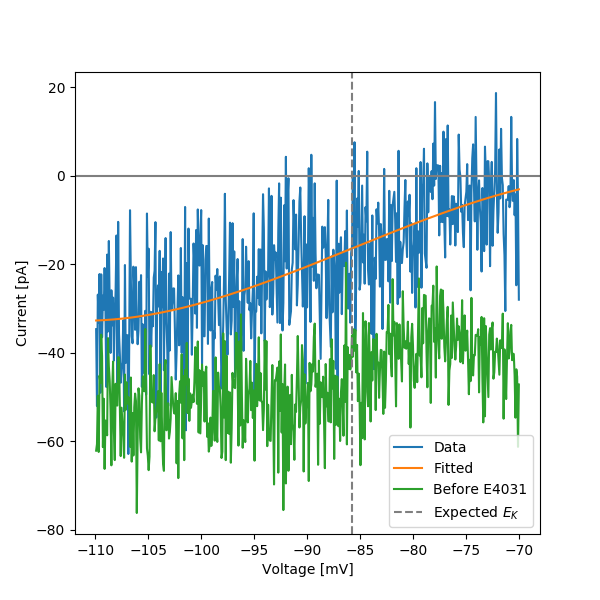 20
0
−20
−40
−60
−80
Current [pA]
−110 −105 −100 −95 −90 −85 −80 −75 −70
Voltage [mV]
Data
Fitted
Before E4031
Expected E_K